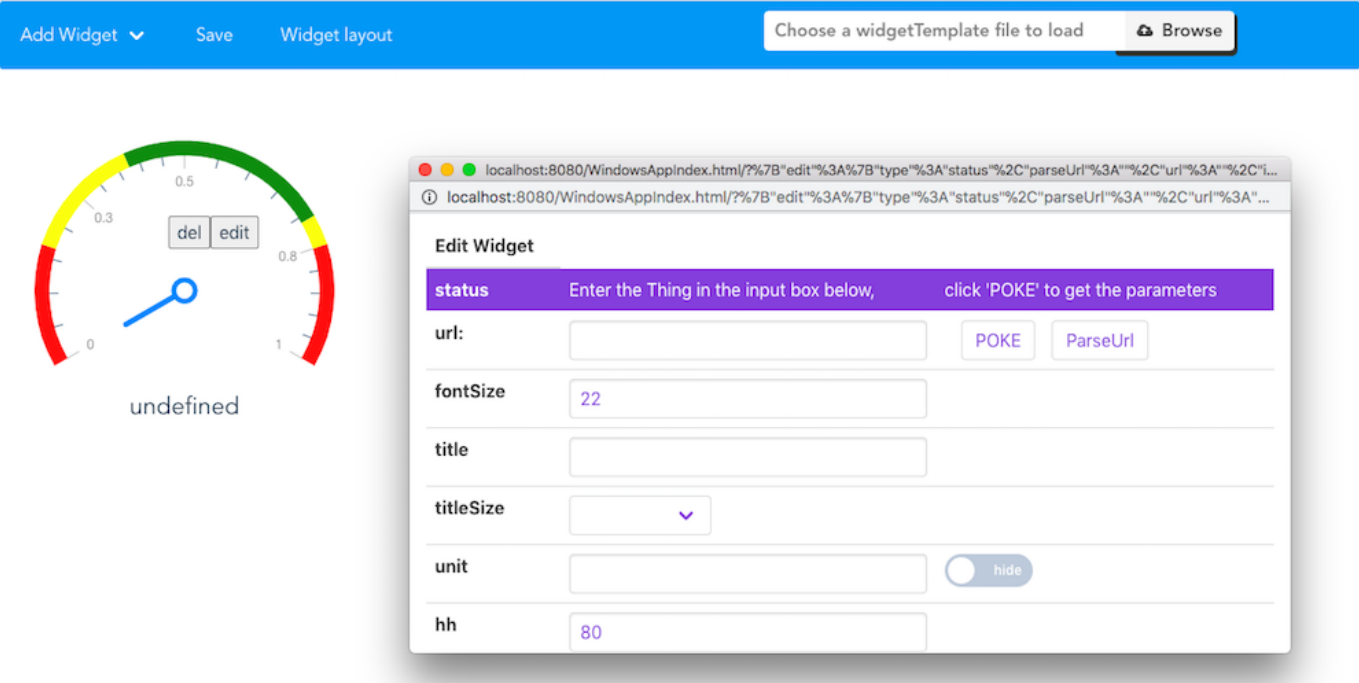 Add Widget Save Widget layout Choose a widgetTemplate file to load Browse
0.5
0.3
del edit
0.8
0 1
undefined
localhost:8080/WindowsAppIndex.html/?%7B"edit"%3A%7B"type"%3A"status"%2C"parseUrl"%3A""%2C"url"%3A""%2C"i...
localhost:8080/WindowsAppIndex.html/?%7B"edit"%3A%7B"type"%3A"status"%2C"parseUrl"%3A""%2C"url"%3A"...
Edit Widget
status Enter the Thing in the input box below, click 'POKE' to get the parameters
url: POKE ParseUrl
fontSize 22
title
titleSize
unit hide
hh 80